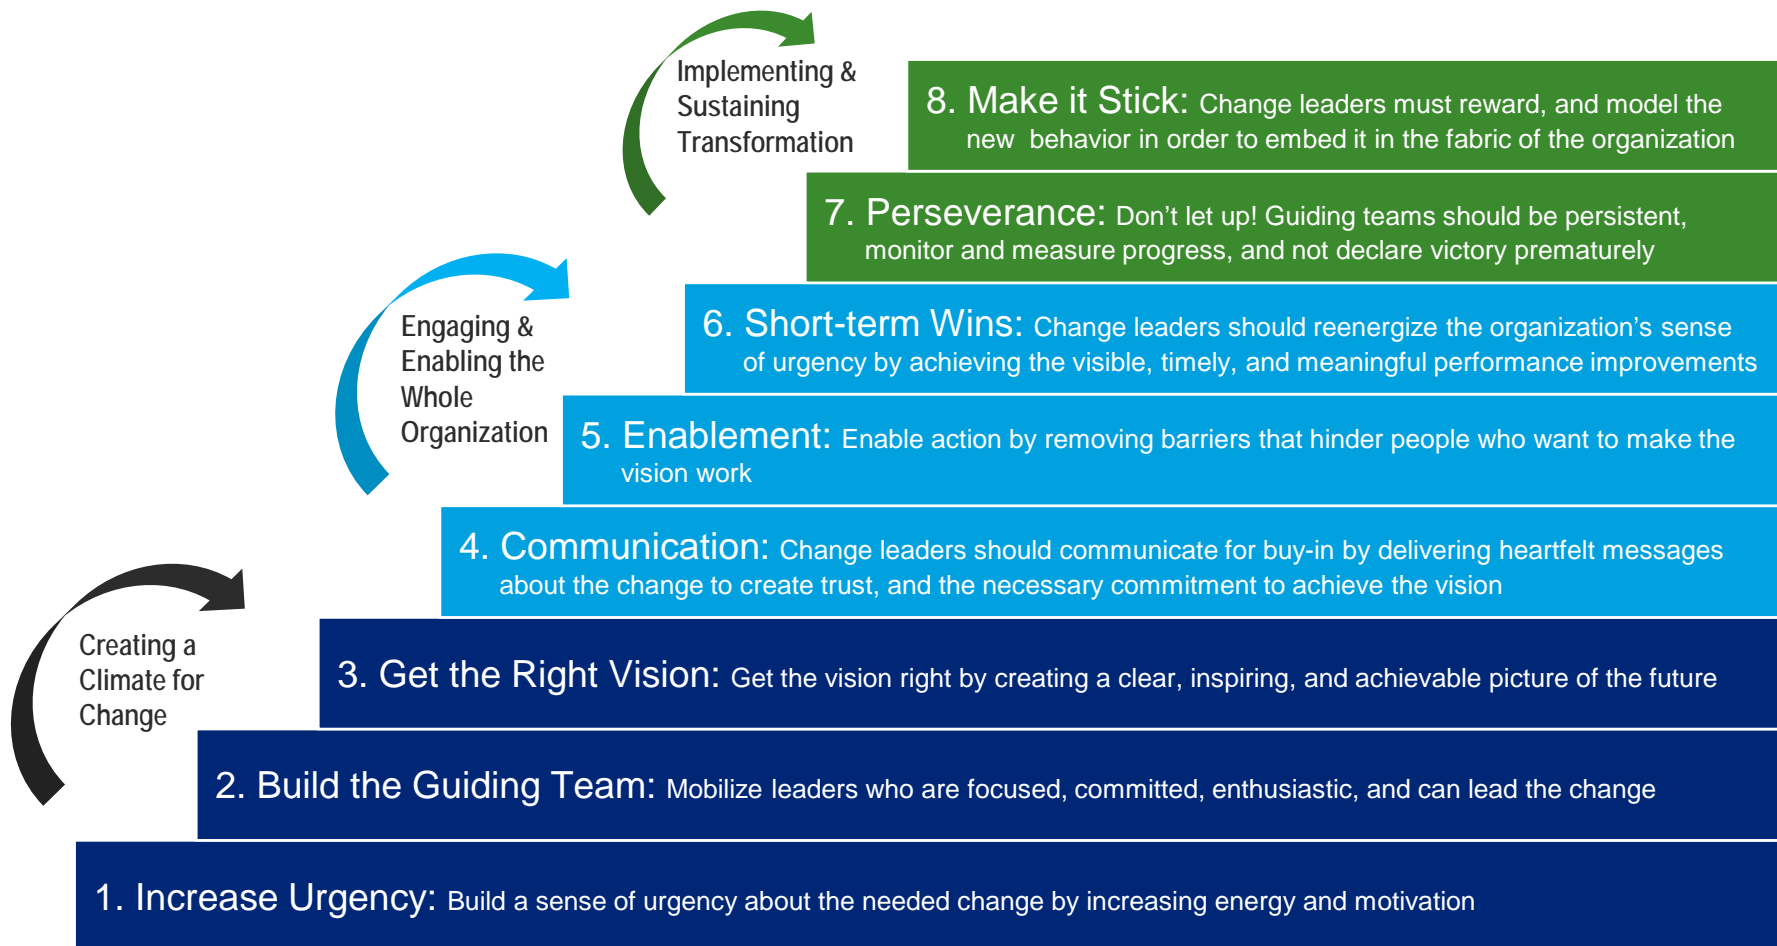 Implementing &
Sustaining
Transformation
8. Make it Stick: Change leaders must reward, and model the
new behavior in order to embed it in the fabric of the organization
7. Perseverance: Don’t let up! Guiding teams should be persistent,
monitor and measure progress, and not declare victory prematurely
Engaging &
Enabling the
Whole
Organization
6. Short-term Wins: Change leaders should reenergize the organization’s sense
of urgency by achieving the visible, timely, and meaningful performance improvements
5. Enablement: Enable action by removing barriers that hinder people who want to make the
vision work
4. Communication: Change leaders should communicate for buy-in by delivering heartfelt messages
about the change to create trust, and the necessary commitment to achieve the vision
Creating a
Climate for
Change
3. Get the Right Vision: Get the vision right by creating a clear, inspiring, and achievable picture of the future
2. Build the Guiding Team: Mobilize leaders who are focused, committed, enthusiastic, and can lead the change
1. Increase Urgency: Build a sense of urgency about the needed change by increasing energy and motivation